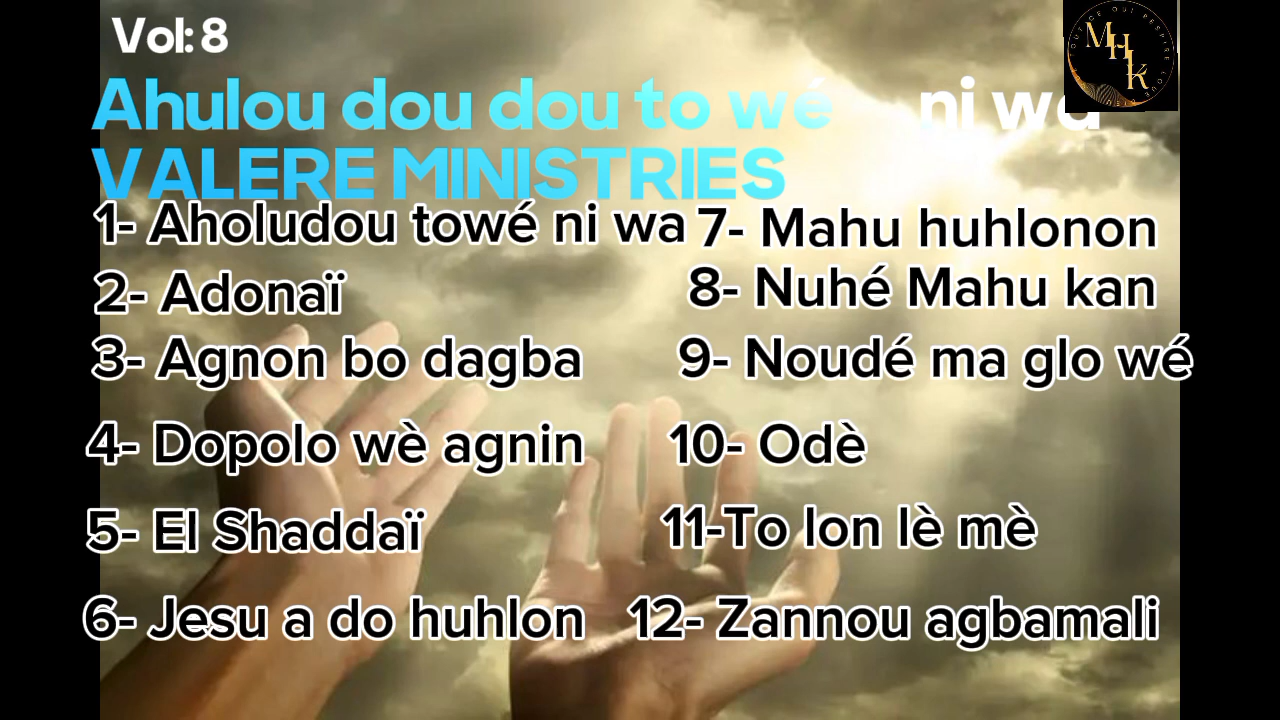 Vol: 8
Ahulou dou dou to wé ni wa
VALERE MINISTRIES
1- Aholudou towé ni wa
2- Adonaï
3- Agnon bo dagba
4- Dopolo wè agnin
5- El Shaddaï
6- Jesu a do huhlon
7- Mahu huhlonon
8- Nuhé Mahu kan
9- Noudé ma glo wé
10- Odè
11-To lon lè mè
12- Zannou agbamali
MHK